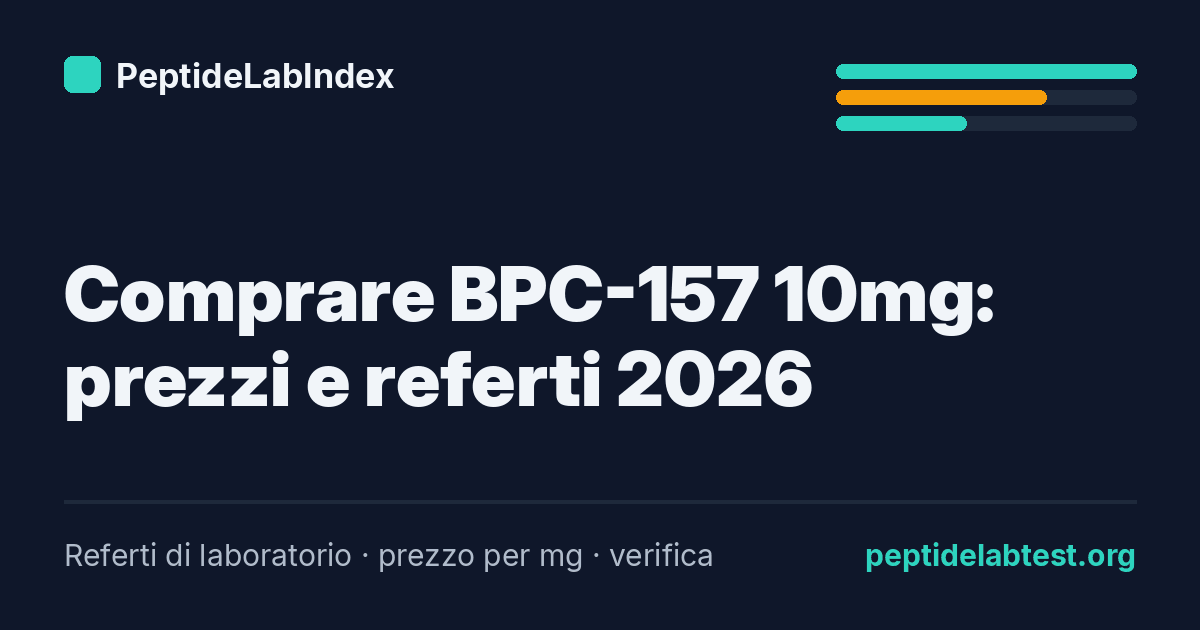 PeptideLabIndex
Comprare BPC-157 10mg:
prezzi e referti 2026
Referti di laboratorio · prezzo per mg · verifica
peptidelabtest.org